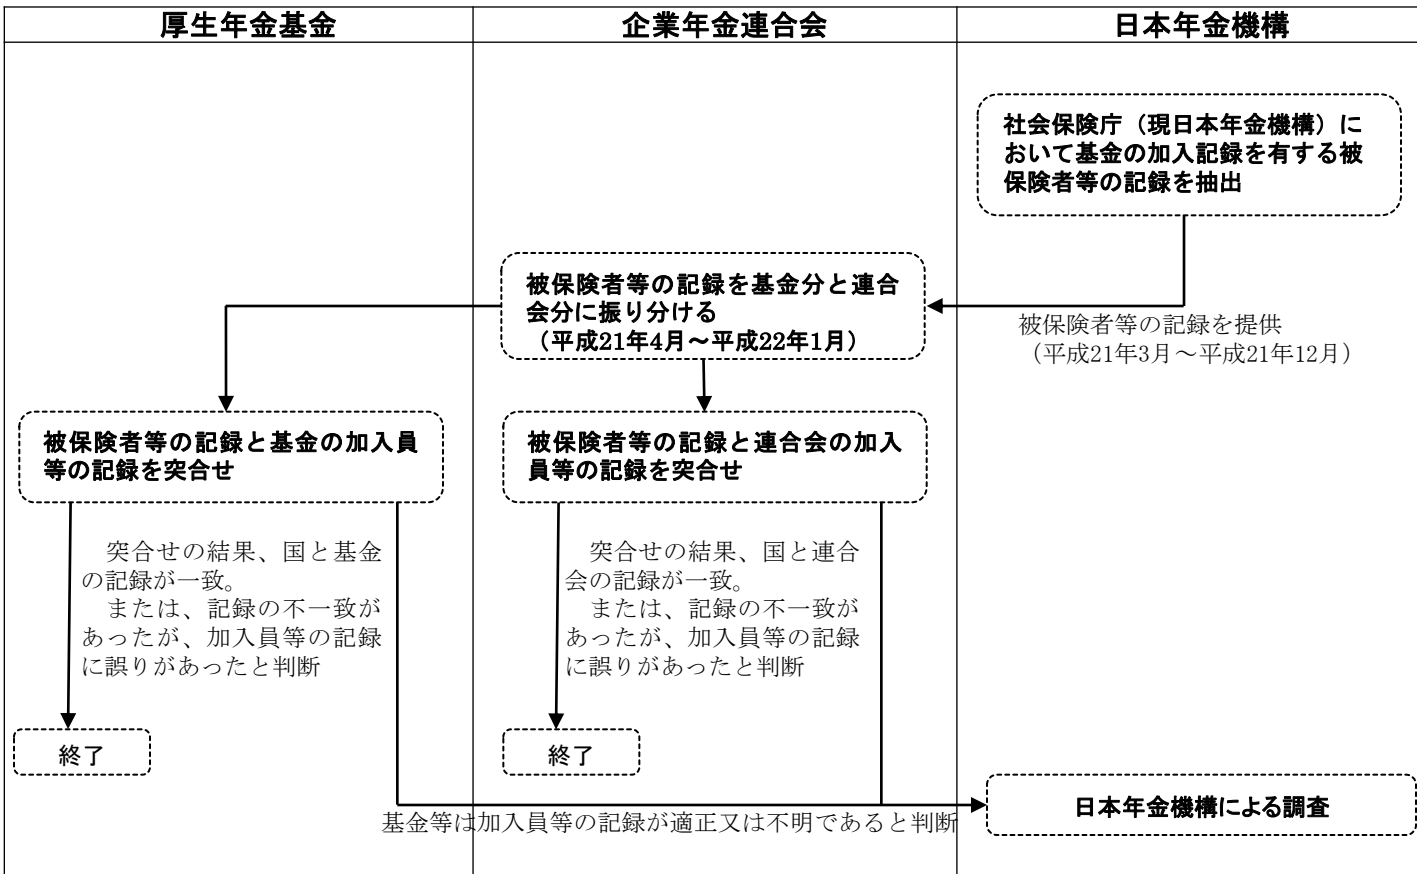 厚生年金基金
企業年金連合会
日本年金機構
社会保険庁（現日本年金機構）に
おいて基金の加入記録を有する被
保険者等の記録を抽出
被保険者等の記録を基金分と連合
会分に振り分ける
（平成21年4月～平成22年1月）
被保険者等の記録を提供
（平成21年3月～平成21年12月）
被保険者等の記録と基金の加入員
等の記録を突合せ
被保険者等の記録と連合会の加入
員等の記録を突合せ
突合せの結果、国と基金
の記録が一致。
または、記録の不一致が
あったが、加入員等の記録
に誤りがあったと判断
突合せの結果、国と連合
会の記録が一致。
または、記録の不一致が
あったが、加入員等の記録
に誤りがあったと判断
終了
終了
日本年金機構による調査
基金等は加入員等の記録が適正又は不明であると判断